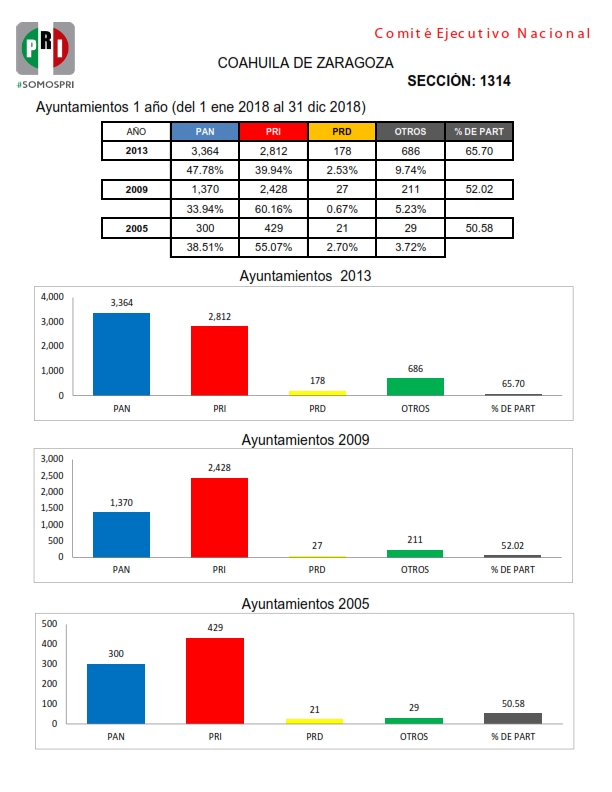 Comité Ejecutivo Nacional
PRI
#SOMOSPRI
COAHUILA DE ZARAGOZA
SECCIÓN: 1314
Ayuntamientos 1 año (del 1 ene 2018 al 31 dic 2018)
AÑO PAN PRI PRD OTROS % DE PART
2013 3,364 2,812 178 686 65.70
47.78% 39.94% 2.53% 9.74%
2009 1,370 2,428 27 211 52.02
33.94% 60.16% 0.67% 5.23%
2005 300 429 21 29 50.58
38.51% 55.07% 2.70% 3.72%
Ayuntamientos 2013
4,000
3,000
2,000
1,000
0
3,364
2,812
178
686
65.70
PAN PRI PRD OTROS % DE PART
Ayuntamientos 2009
3,000
2,500
2,000
1,500
1,000
500
0
1,370
2,428
27
211
52.02
PAN PRI PRD OTROS % DE PART
Ayuntamientos 2005
500
400
300
200
100
0
300
429
21
29
50.58
PAN PRI PRD OTROS % DE PART